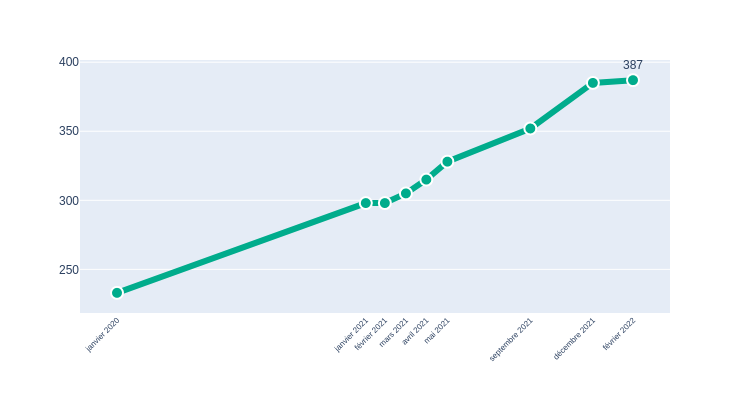 387
400
350
300
250
janvier 2020
janvier 2021
février 2021
mars 2021
avril 2021
mai 2021
septembre 2021
décembre 2021
février 2022